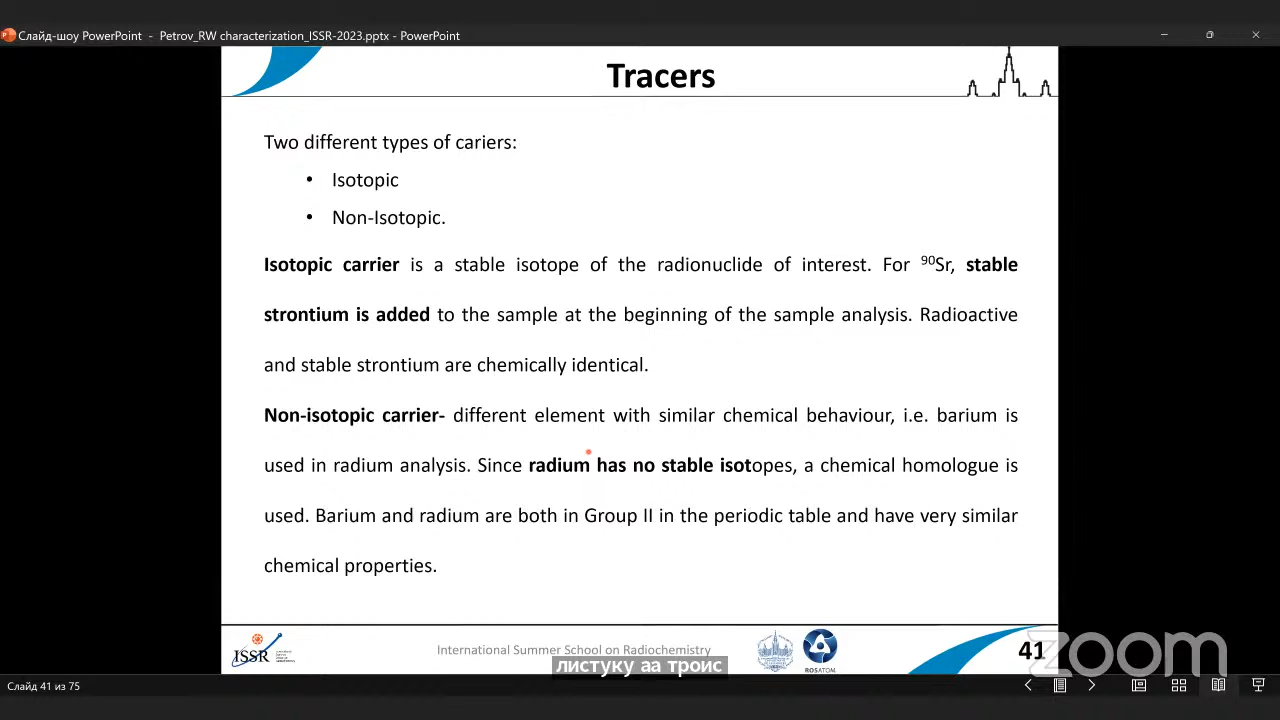 Слайд-шоу PowerPoint - Petrov_RW characterization_ISSR-2023.pptx - PowerPoint
Tracers
Two different types of cariers:
• Isotopic
• Non-Isotopic.
Isotopic carrier is a stable isotope of the radionuclide of interest. For ⁹⁰Sr, stable
strontium is added to the sample at the beginning of the sample analysis. Radioactive
and stable strontium are chemically identical.
Non-isotopic carrier- different element with similar chemical behaviour, i.e. barium is
used in radium analysis. Since radium has no stable isotopes, a chemical homologue is
used. Barium and radium are both in Group II in the periodic table and have very similar
chemical properties.
ISSR
International Summer School on Radiochemistry
ROSATOM
41
zoom
листуку аа троис
Слайд 41 из 75